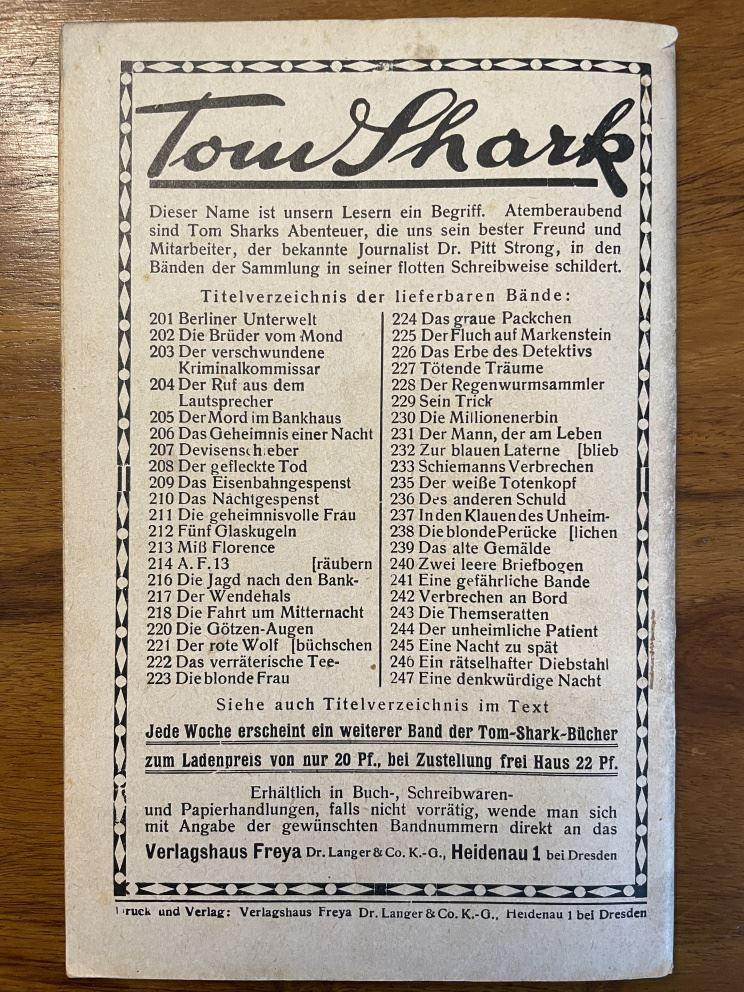 Tom Shark
Dieser Name ist unsern Lesern ein Begriff. Atemberaubend
sind Tom Sharks Abenteuer, die uns sein bester Freund und
Mitarbeiter, der bekannte Journalist Dr. Pitt Strong, in den
Bänden der Sammlung in seiner flotten Schreibweise schildert.
Titelverzeichnis der lieferbaren Bände:
201 Berliner Unterwelt
202 Die Brüder vom Mond
203 Der verschwundene
Kriminalkommissar
204 Der Ruf aus dem
Lautsprecher
205 Der Mord im Bankhaus
206 Das Geheimnis einer Nacht
207 Devisenschieber
208 Der gefleckte Tod
209 Das Eisenbahngespenst
210 Das Nachtgespenst
211 Die geheimnisvolle Frau
212 Fünf Glaskugeln
213 Miß Florence
214 A. F. 13 [räubern
216 Die Jagd nach den Bank-
217 Der Wendehals
218 Die Fahrt um Mitternacht
220 Die Götzen-Augen
221 Der rote Wolf [büchschen
222 Das verräterische Tee-
223 Die blonde Frau
224 Das graue Päckchen
225 Der Fluch auf Markenstein
226 Das Erbe des Detektivs
227 Tötende Träume
228 Der Regenwurmsammler
229 Sein Trick
230 Die Millionenerbin
231 Der Mann, der am Leben
232 Zur blauen Laterne [blieb
233 Schiemanns Verbrechen
235 Der weiße Totenkopf
236 Des anderen Schuld
237 In den Klauen des Unheim-
238 Die blonde Perücke [lichen
239 Das alte Gemälde
240 Zwei leere Briefbogen
241 Eine gefährliche Bande
242 Verbrechen an Bord
243 Die Themseratten
244 Der unheimliche Patient
245 Eine Nacht zu spät
246 Ein rätselhafter Diebstahl
247 Eine denkwürdige Nacht
Siehe auch Titelverzeichnis im Text
Jede Woche erscheint ein weiterer Band der Tom-Shark-Bücher
zum Ladenpreis von nur 20 Pf., bei Zustellung frei Haus 22 Pf.
Erhältlich in Buch-, Schreibwaren-
und Papierhandlungen, falls nicht vorrätig, wende man sich
mit Angabe der gewünschten Bandnummern direkt an das
Verlagshaus Freya Dr. Langer & Co. K.-G., Heidenau 1 bei Dresden
Druck und Verlag: Verlagshaus Freya Dr. Langer & Co. K.-G., Heidenau 1 bei Dresden